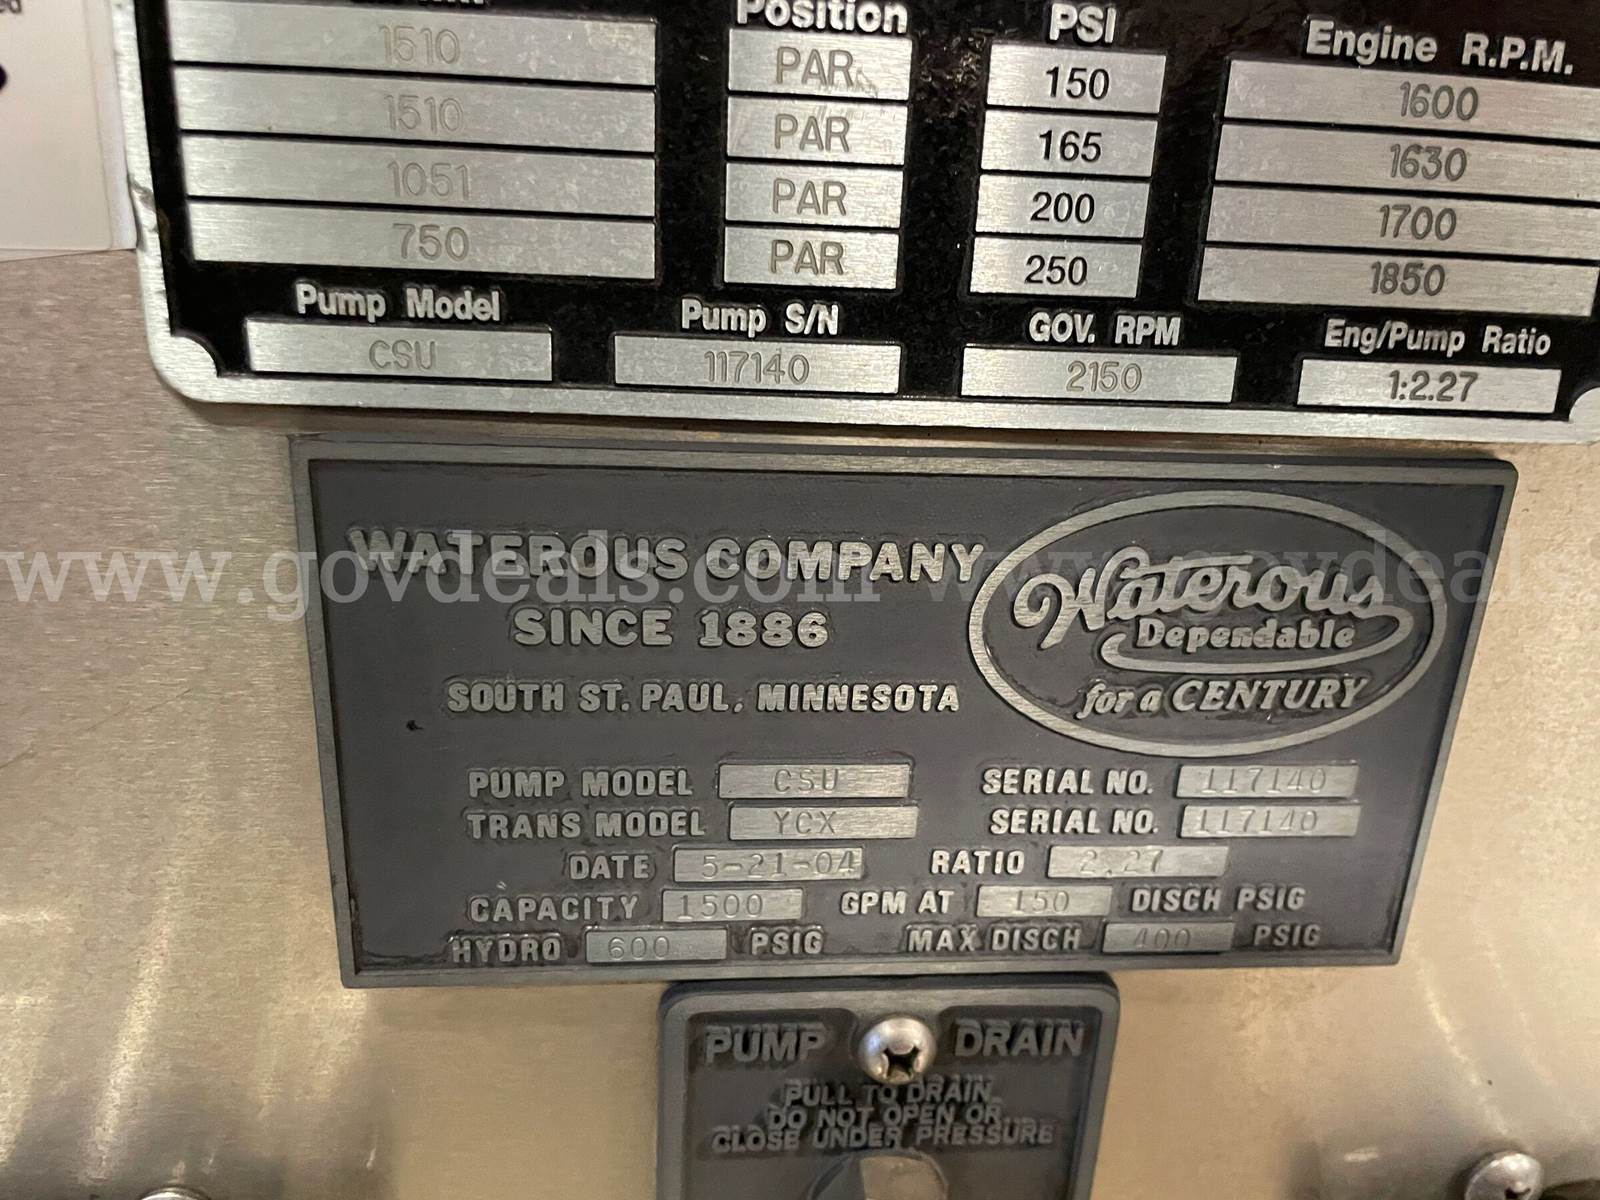 Position PSI Engine R.P.M.
1510 PAR 150 1600
1510 PAR 165 1630
1051 PAR 200 1700
750 PAR 250 1850
Pump Model Pump S/N GOV. RPM Eng/Pump Ratio
CSU 117140 2150 1:2.27
WATEROUS COMPANY
SINCE 1886
SOUTH ST. PAUL, MINNESOTA
Waterous
Dependable
for a CENTURY
PUMP MODEL CSU SERIAL NO. 117140
TRANS MODEL YCX SERIAL NO. 117140
DATE 5-21-04 RATIO 2.27
CAPACITY 1500 GPM AT 150 DISCH PSIG
HYDRO 600 PSIG MAX DISCH 400 PSIG
www.govdeals.com www.govdeals
PUMP DRAIN
PULL TO DRAIN
DO NOT OPEN OR
CLOSE UNDER PRESSURE